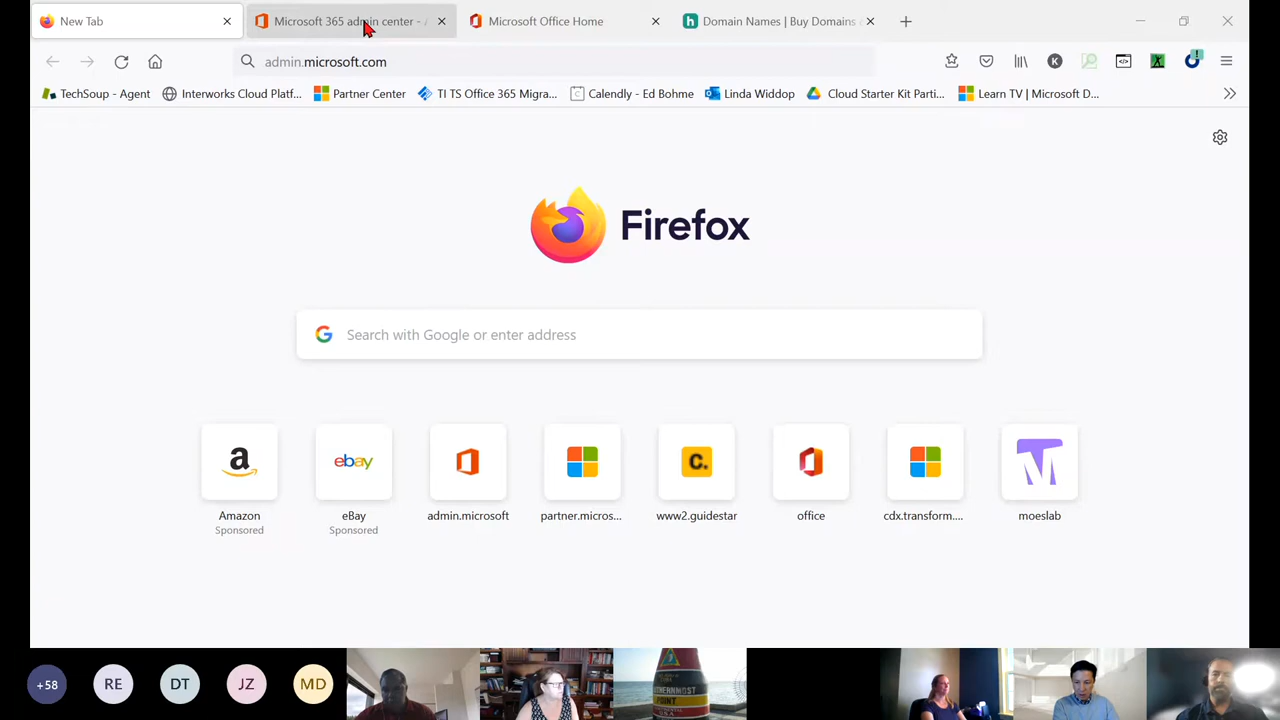 New Tab
Microsoft 365 admin center - A
Microsoft Office Home
Domain Names | Buy Domains &
admin.microsoft.com
TechSoup - Agent
Interworks Cloud Platf...
Partner Center
TI TS Office 365 Migra...
Calendly - Ed Bohme
Linda Widdop
Cloud Starter Kit Parti...
Learn TV | Microsoft D...
Firefox
Search with Google or enter address
Amazon
Sponsored
eBay
Sponsored
admin.microsoft
partner.micros...
www2.guidestar
office
cdx.transform....
moeslab
+58
RE
DT
JZ
MD
POINT
U.S.A